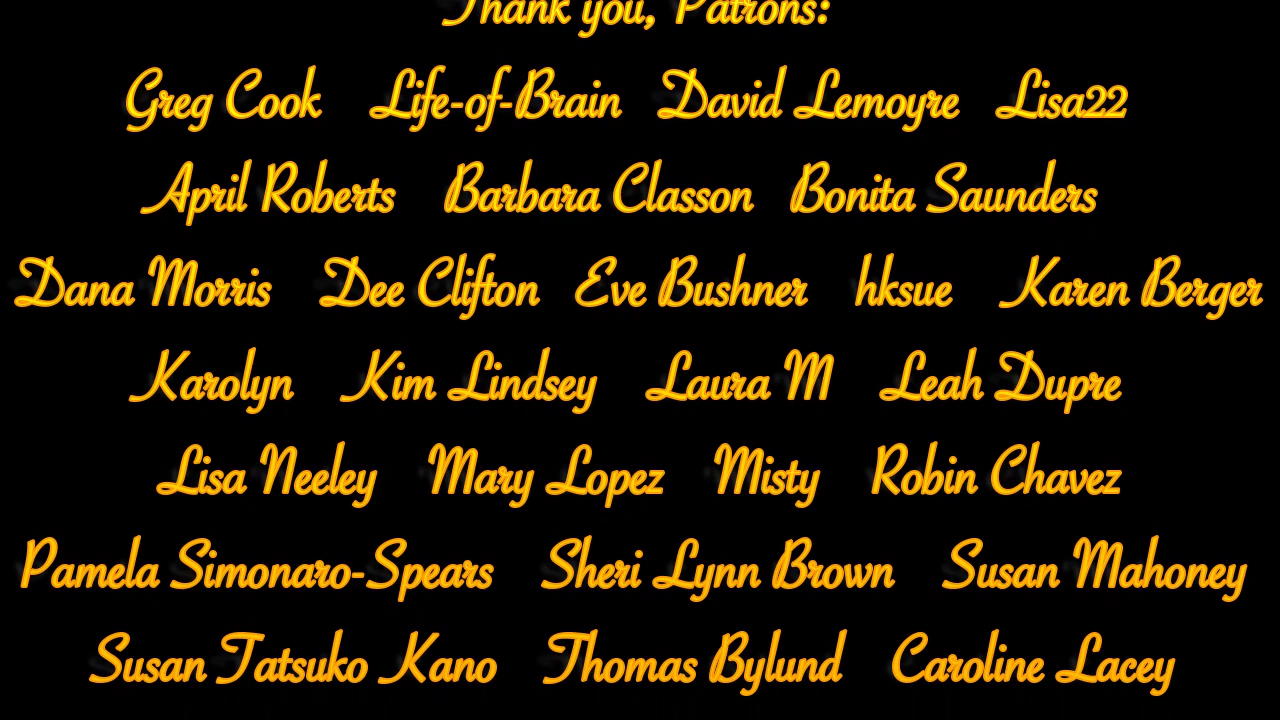 Thank you, Patrons:
Greg Cook Life-of-Brain David Lemoyre Lisa22
April Roberts Barbara Classon Bonita Saunders
Dana Morris Dee Clifton Eve Bushner hksue Karen Berger
Karolyn Kim Lindsey Laura M Leah Dupre
Lisa Neeley Mary Lopez Misty Robin Chavez
Pamela Simonaro-Spears Sheri Lynn Brown Susan Mahoney
Susan Tatsuko Kano Thomas Bylund Caroline Lacey